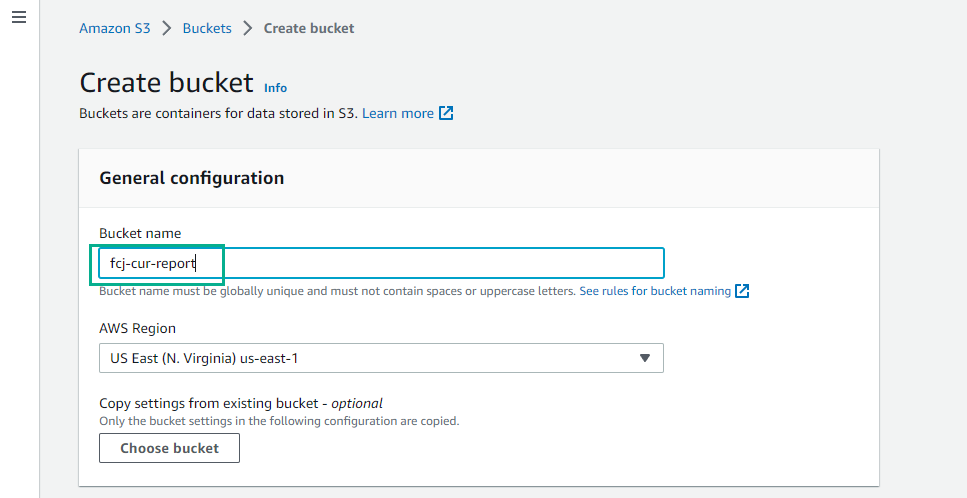 Amazon S3 > Buckets > Create bucket
Create bucket Info
Buckets are containers for data stored in S3. Learn more
General configuration
Bucket name
fcj-cur-report
Bucket name must be globally unique and must not contain spaces or uppercase letters. See rules for bucket naming
AWS Region
US East (N. Virginia) us-east-1
Copy settings from existing bucket - optional
Only the bucket settings in the following configuration are copied.
Choose bucket